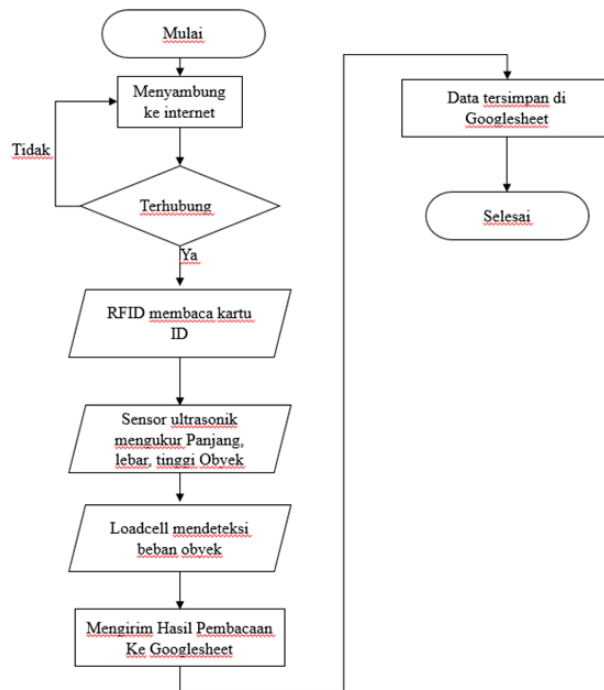 Mulai
Menyambung
ke internet
Tidak
Terhubung
Ya
RFID membaca kartu
ID
Sensor ultrasonik
mengukur Panjang,
lebar, tinggi Obyek
Loadcell mendeteksi
beban obyek
Mengirim Hasil Pembacaan
Ke Googlesheet
Data tersimpan di
Googlesheet
Selesai